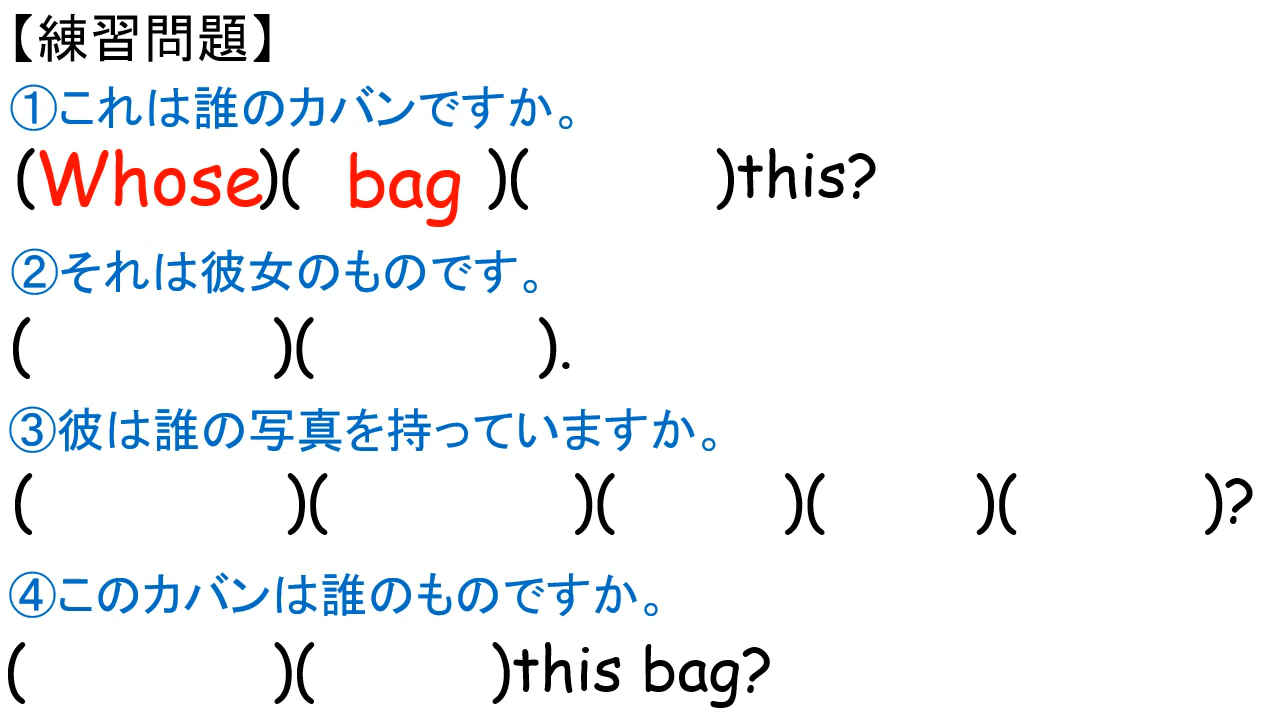 【練習問題】
①これは誰のカバンですか。
(Whose)( bag )(          )this?
②それは彼女のものです。
(          )(          ).
③彼は誰の写真を持っていますか。
(          )(          )(          )(          )(          )?
④このカバンは誰のものですか。
(          )(          )this bag?